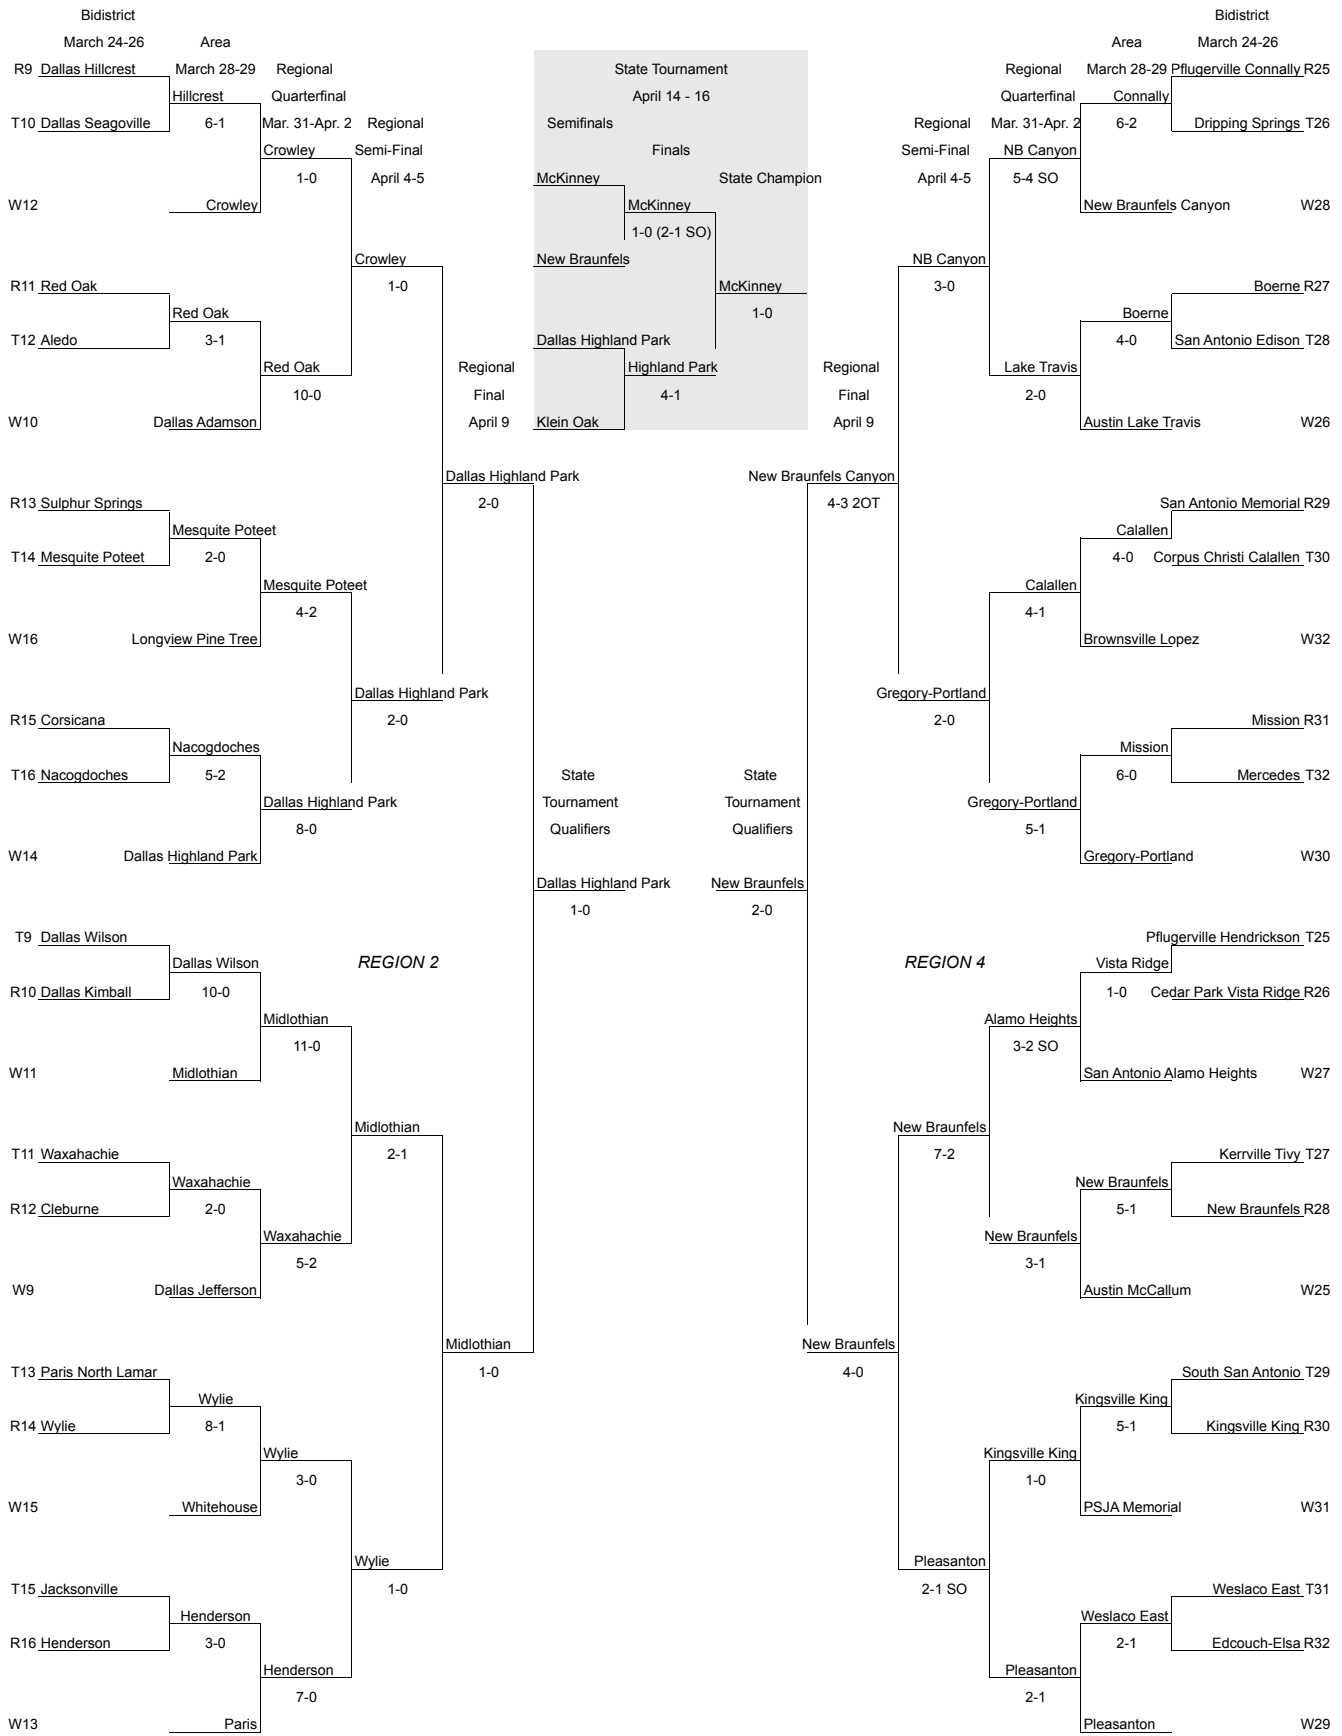 Bidistrict Bidistrict
March 24-26 Area Area March 24-26
R9 Dallas Hillcrest March 28-29 Regional State Tournament Regional March 28-29 Pflugerville Connally R25
Hillcrest Quarterfinal April 14 - 16 Quarterfinal Connally
T10 Dallas Seagoville 6-1 Mar. 31-Apr. 2 Regional Semifinals Regional Mar. 31-Apr. 2 6-2 Dripping Springs T26
Crowley Semi-Final Finals Semi-Final NB Canyon
1-0 April 4-5 McKinney State Champion April 4-5 5-4 SO
W12 Crowley McKinney New Braunfels Canyon W28
1-0 (2-1 SO)
Crowley New Braunfels NB Canyon
R11 Red Oak 1-0 McKinney 3-0 Boerne R27
Red Oak 1-0 Boerne
T12 Aledo 3-1 Dallas Highland Park 4-0 San Antonio Edison T28
Red Oak Regional Highland Park Regional Lake Travis
10-0 Final 4-1 Final 2-0
W10 Dallas Adamson April 9 Klein Oak April 9 Austin Lake Travis W26
Dallas Highland Park New Braunfels Canyon
R13 Sulphur Springs 2-0 4-3 2OT San Antonio Memorial R29
Mesquite Poteet Calallen
T14 Mesquite Poteet 2-0 4-0 Corpus Christi Calallen T30
Mesquite Poteet Calallen
4-2 4-1
W16 Longview Pine Tree Brownsville Lopez W32
Dallas Highland Park Gregory-Portland
R15 Corsicana 2-0 2-0 Mission R31
Nacogdoches Mission
T16 Nacogdoches 5-2 State State 6-0 Mercedes T32
Dallas Highland Park Tournament Tournament Gregory-Portland
8-0 Qualifiers Qualifiers 5-1
W14 Dallas Highland Park Gregory-Portland W30
Dallas Highland Park New Braunfels
1-0 2-0
T9 Dallas Wilson Pflugerville Hendrickson T25
Dallas Wilson REGION 2 REGION 4 Vista Ridge
R10 Dallas Kimball 10-0 1-0 Cedar Park Vista Ridge R26
Midlothian Alamo Heights
11-0 3-2 SO
W11 Midlothian San Antonio Alamo Heights W27
Midlothian New Braunfels
T11 Waxahachie 2-1 7-2 Kerrville Tivy T27
Waxahachie New Braunfels
R12 Cleburne 2-0 5-1 New Braunfels R28
Waxahachie New Braunfels
5-2 3-1
W9 Dallas Jefferson Austin McCallum W25
Midlothian New Braunfels
T13 Paris North Lamar 1-0 4-0 South San Antonio T29
Wylie Kingsville King
R14 Wylie 8-1 5-1 Kingsville King R30
Wylie Kingsville King
3-0 1-0
W15 Whitehouse PSJA Memorial W31
Wylie Pleasanton
T15 Jacksonville 1-0 2-1 SO Weslaco East T31
Henderson Weslaco East
R16 Henderson 3-0 2-1 Edcouch-Elsa R32
Henderson Pleasanton
7-0 2-1
W13 Paris Pleasanton W29